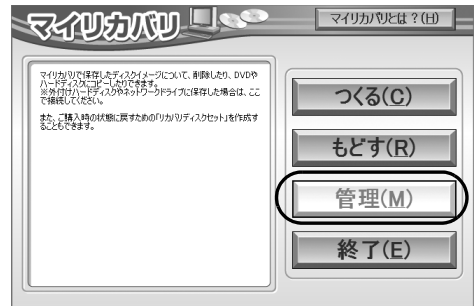 マイリカバリ
マイリカバリとは？(H)
マイリカバリで保存したディスクイメージについて、削除したり、DVDや
ハードディスクにコピーしたりできます。
※外付けハードディスクやネットワークドライブに保存した場合は、ここ
で接続してください。
また、ご購入時の状態に戻すための「リカバリディスクセット」を作成す
ることもできます。
つくる(C)
もどす(R)
管理(M)
終了(E)